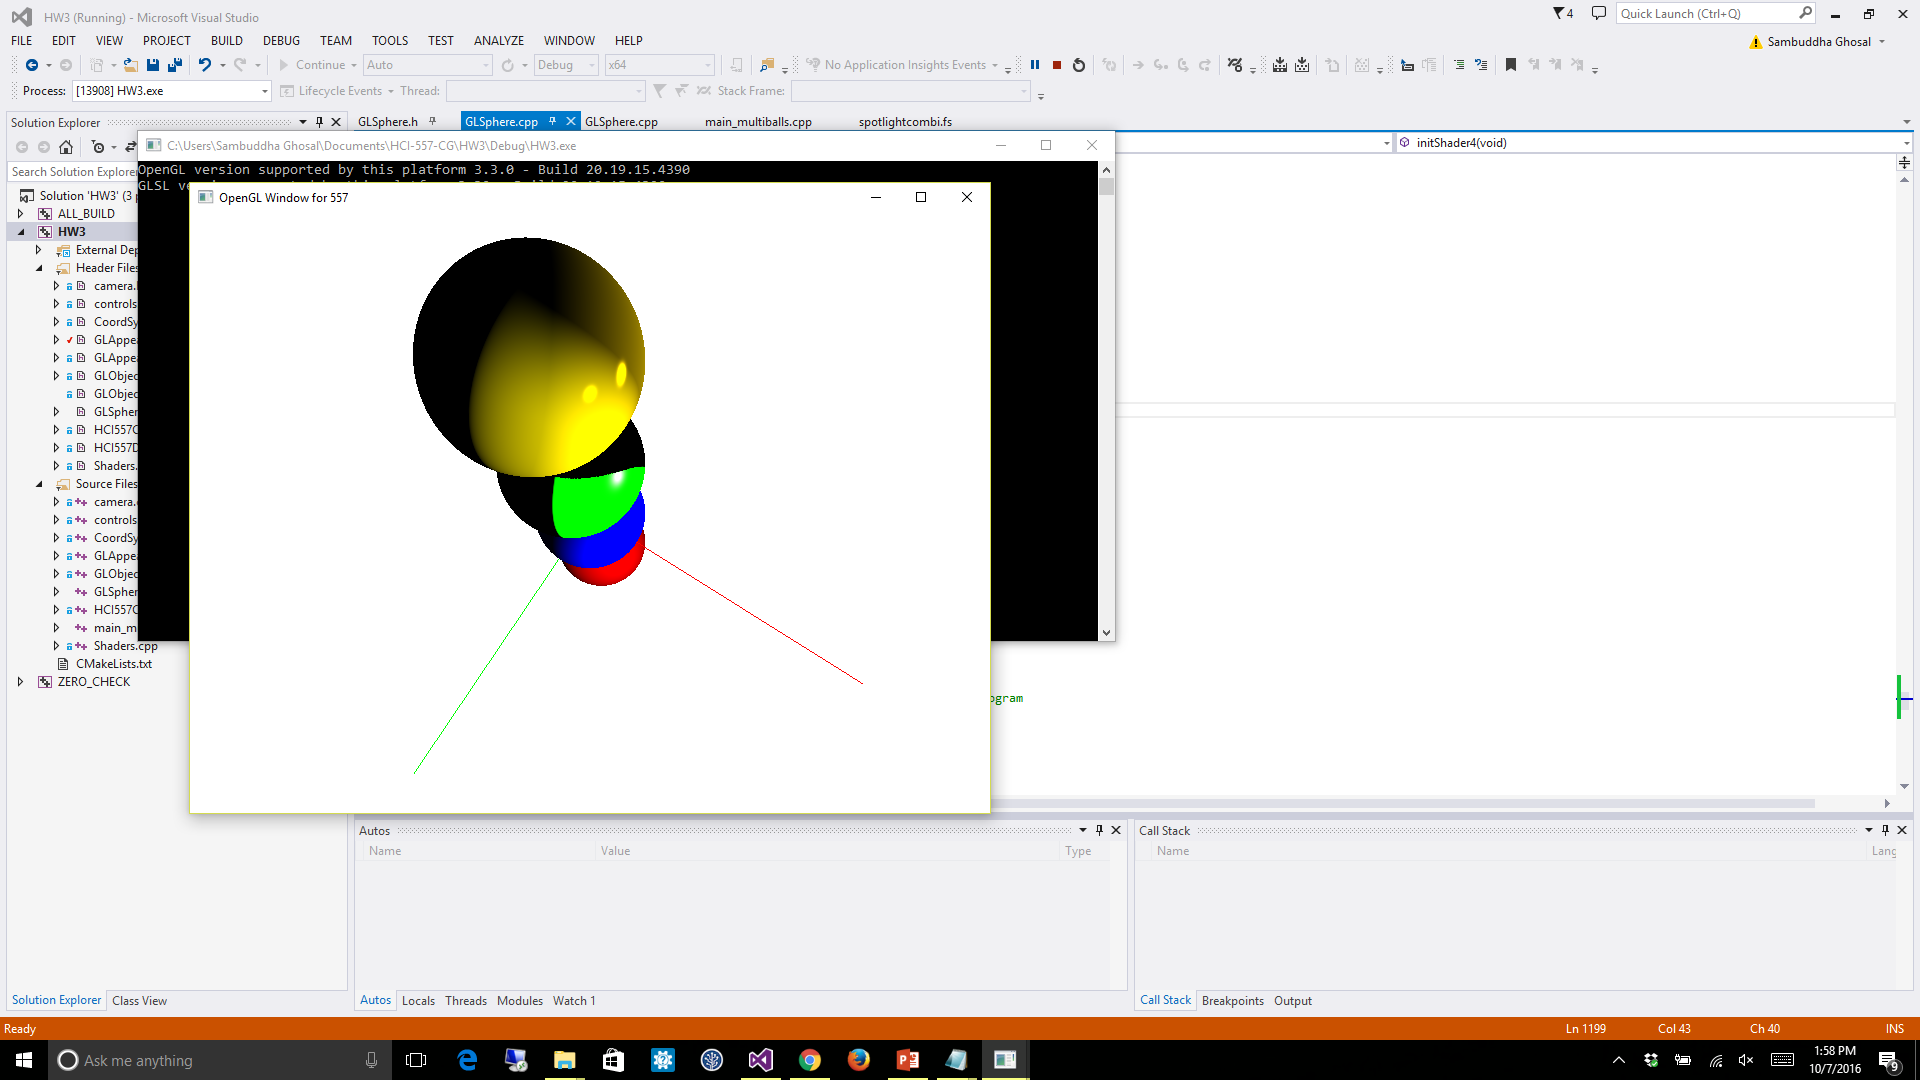 HW3 (Running) - Microsoft Visual Studio
4
Quick Launch (Ctrl+Q)
FILE EDIT VIEW PROJECT BUILD DEBUG TEAM TOOLS TEST ANALYZE WINDOW HELP
Sambuddha Ghosal
Continue Auto Debug x64 No Application Insights Events
Process: [13908] HW3.exe Lifecycle Events Thread: Stack Frame:
Solution Explorer
GLSphere.h GLSphere.cpp GLSphere.cpp main_multiballs.cpp spotlightcombi.fs
C:\Users\Sambuddha Ghosal\Documents\HCI-557-CG\HW3\Debug\HW3.exe
initShader4(void)
OpenGL version supported by this platform 3.3.0 - Build 20.19.15.4390
GLSL
Search Solution Explorer
OpenGL Window for 557
Solution 'HW3' (3
ALL_BUILD
HW3
External Dep
Header Files
camera.
controls
CoordSy
GLAppea
GLAppea
GLObjec
GLObjec
GLSpher
HCI557C
HCI557D
Shaders.
Source Files
camera.
controls
CoordSy
GLAppea
GLObjec
GLSpher
HCI557C
main_m
Shaders.cpp
CMakeLists.txt
ZERO_CHECK
ogram
Autos
Name Value Type
Call Stack
Name Lang
Solution Explorer Class View
Autos Locals Threads Modules Watch 1
Call Stack Breakpoints Output
Ready
Ln 1199 Col 43 Ch 40 INS
Ask me anything
1:58 PM
10/7/2016
9